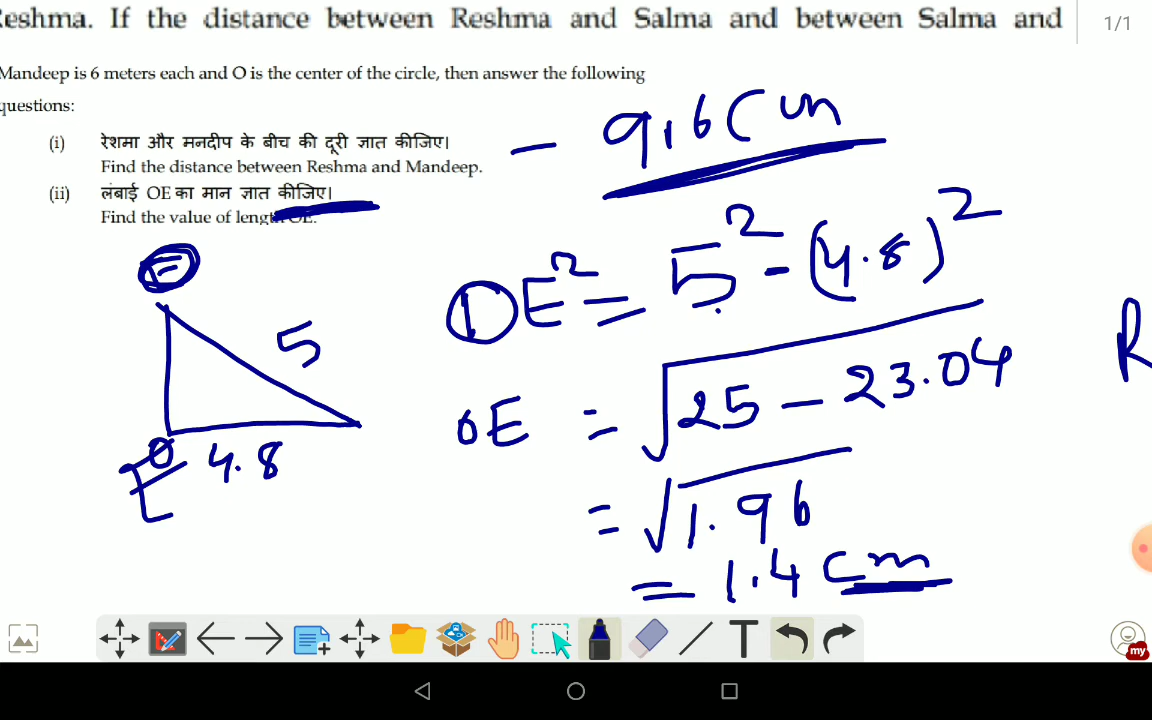 Reshma. If the distance between Reshma and Salma and between Salma and
1/1
Mandeep is 6 meters each and O is the center of the circle, then answer the following
questions:
(i) रेशमा और मनदीप के बीच की दूरी ज्ञात कीजिए।
Find the distance between Reshma and Mandeep.
(ii) लंबाई OE का मान ज्ञात कीजिए।
Find the value of length OE.
- 9.6 Cm
OE² = 5² - (4.8)²
5
R
OE = √25 - 23.04
4.8
E
= √1.96
= 1.4 cm
T
my